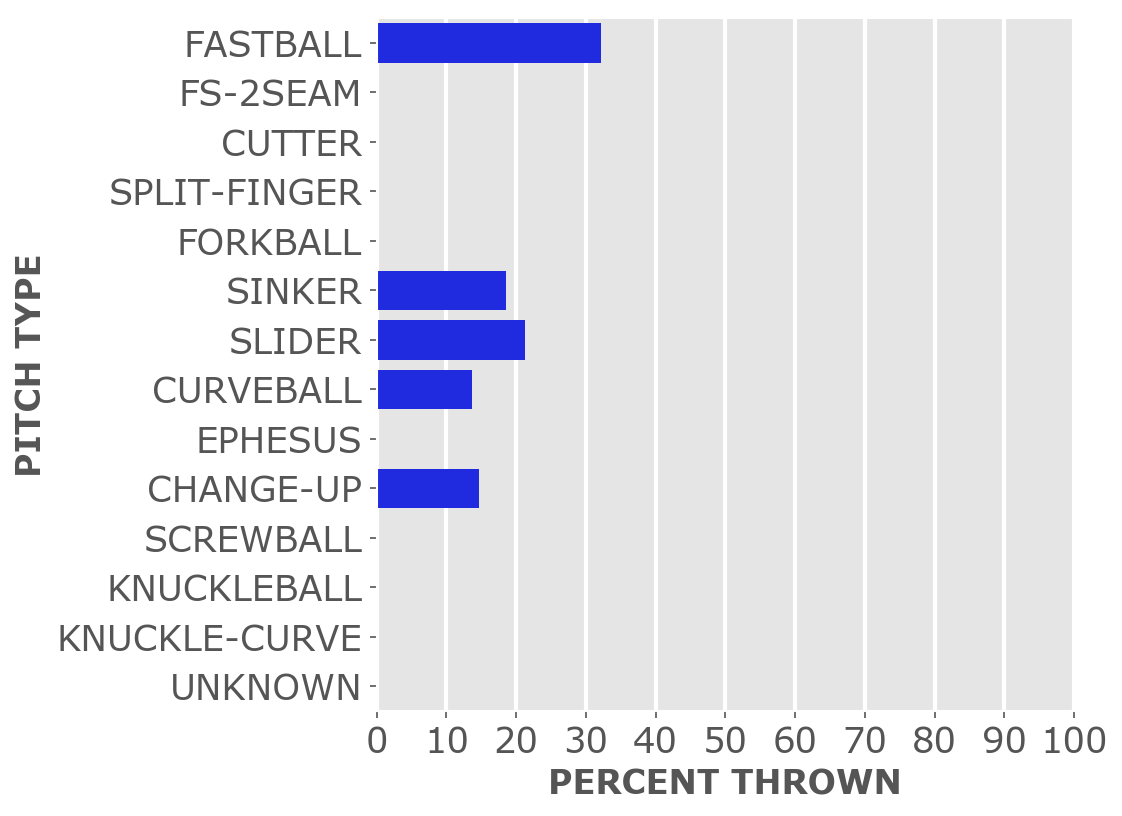 FASTBALL
FS-2SEAM
CUTTER
SPLIT-FINGER
FORKBALL
SINKER
SLIDER
CURVEBALL
EPHESUS
CHANGE-UP
SCREWBALL
KNUCKLEBALL
KNUCKLE-CURVE
UNKNOWN
PITCH TYPE
0 10 20 30 40 50 60 70 80 90 100
PERCENT THROWN